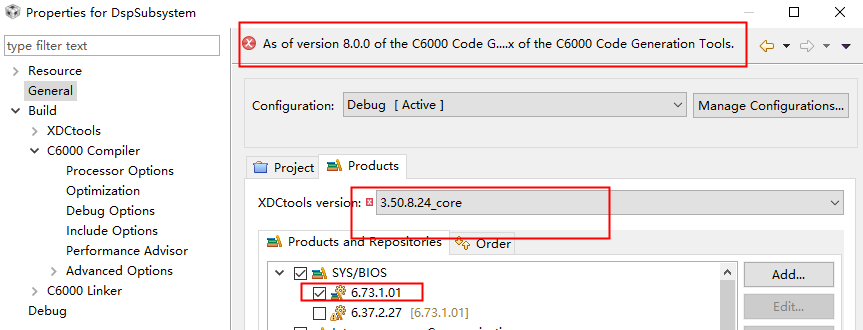 Properties for DspSubsystem
type filter text
As of version 8.0.0 of the C6000 Code G....x of the C6000 Code Generation Tools.
Resource
General
Build
XDCtools
C6000 Compiler
Processor Options
Optimization
Debug Options
Include Options
Performance Advisor
Advanced Options
C6000 Linker
Debug
Configuration:
Debug [ Active ]
Manage Configurations...
Project
Products
XDCtools version:
3.50.8.24_core
Products and Repositories
Order
SYS/BIOS
6.73.1.01
6.37.2.27 [6.73.1.01]
Add...
Edit...